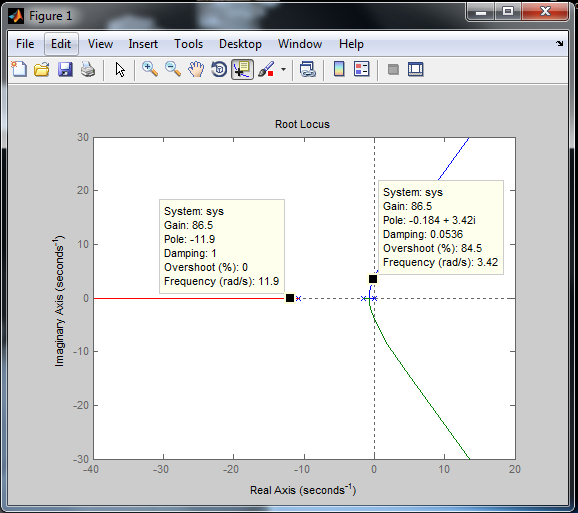 Figure 1
File Edit View Insert Tools Desktop Window Help
Root Locus
30
20
10
0
-10
-20
-30
Imaginary Axis (seconds⁻¹)
System: sys
Gain: 86.5
Pole: -11.9
Damping: 1
Overshoot (%): 0
Frequency (rad/s): 11.9
System: sys
Gain: 86.5
Pole: -0.184 + 3.42i
Damping: 0.0536
Overshoot (%): 84.5
Frequency (rad/s): 3.42
-40 -30 -20 -10 0 10 20
Real Axis (seconds⁻¹)